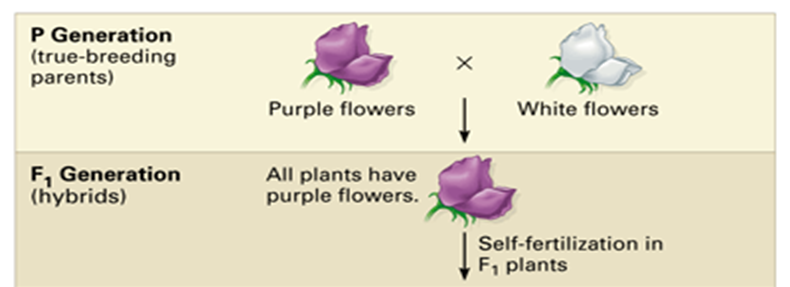 P Generation
(true-breeding
parents)
×
Purple flowers
White flowers
F₁ Generation
(hybrids)
All plants have
purple flowers.
Self-fertilization in
F₁ plants